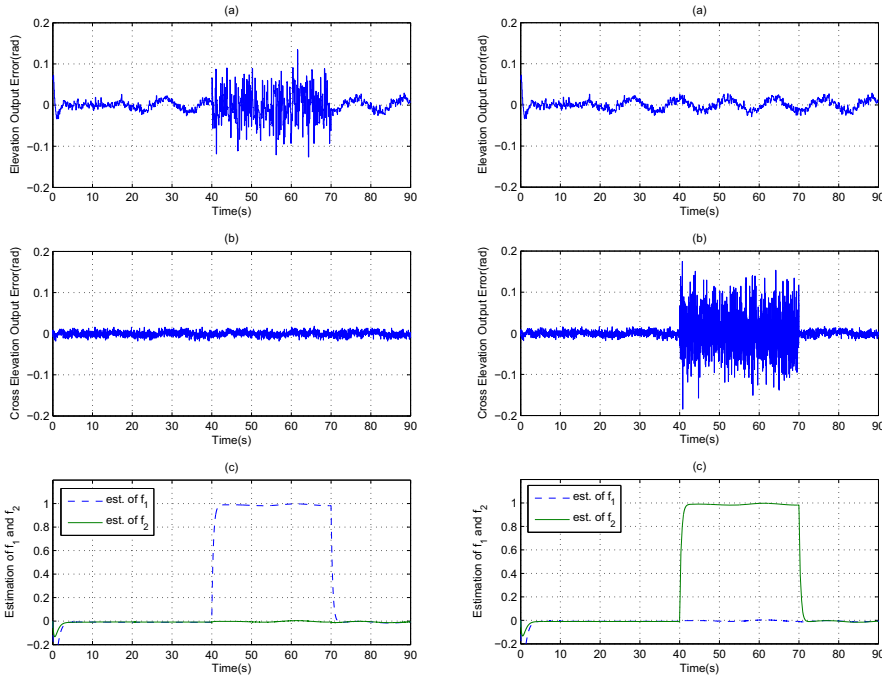 (a)
Elevation Output Error(rad)
0.2
0.1
0
−0.1
−0.2
0 10 20 30 40 50 60 70 80 90
Time(s)
(b)
Cross Elevation Output Error(rad)
0.2
0.1
0
−0.1
−0.2
0 10 20 30 40 50 60 70 80 90
Time(s)
(c)
Estimation of f1 and f2
1
0.8
0.6
0.4
0.2
0
−0.2
est. of f1
est. of f2
0 10 20 30 40 50 60 70 80 90
Time(s)
(a)
Elevation Output Error(rad)
0.2
0.1
0
−0.1
−0.2
0 10 20 30 40 50 60 70 80 90
Time(s)
(b)
Cross Elevation Output Error(rad)
0.2
0.1
0
−0.1
−0.2
0 10 20 30 40 50 60 70 80 90
Time(s)
(c)
Estimation of f1 and f2
1
0.8
0.6
0.4
0.2
0
−0.2
est. of f1
est. of f2
0 10 20 30 40 50 60 70 80 90
Time(s)